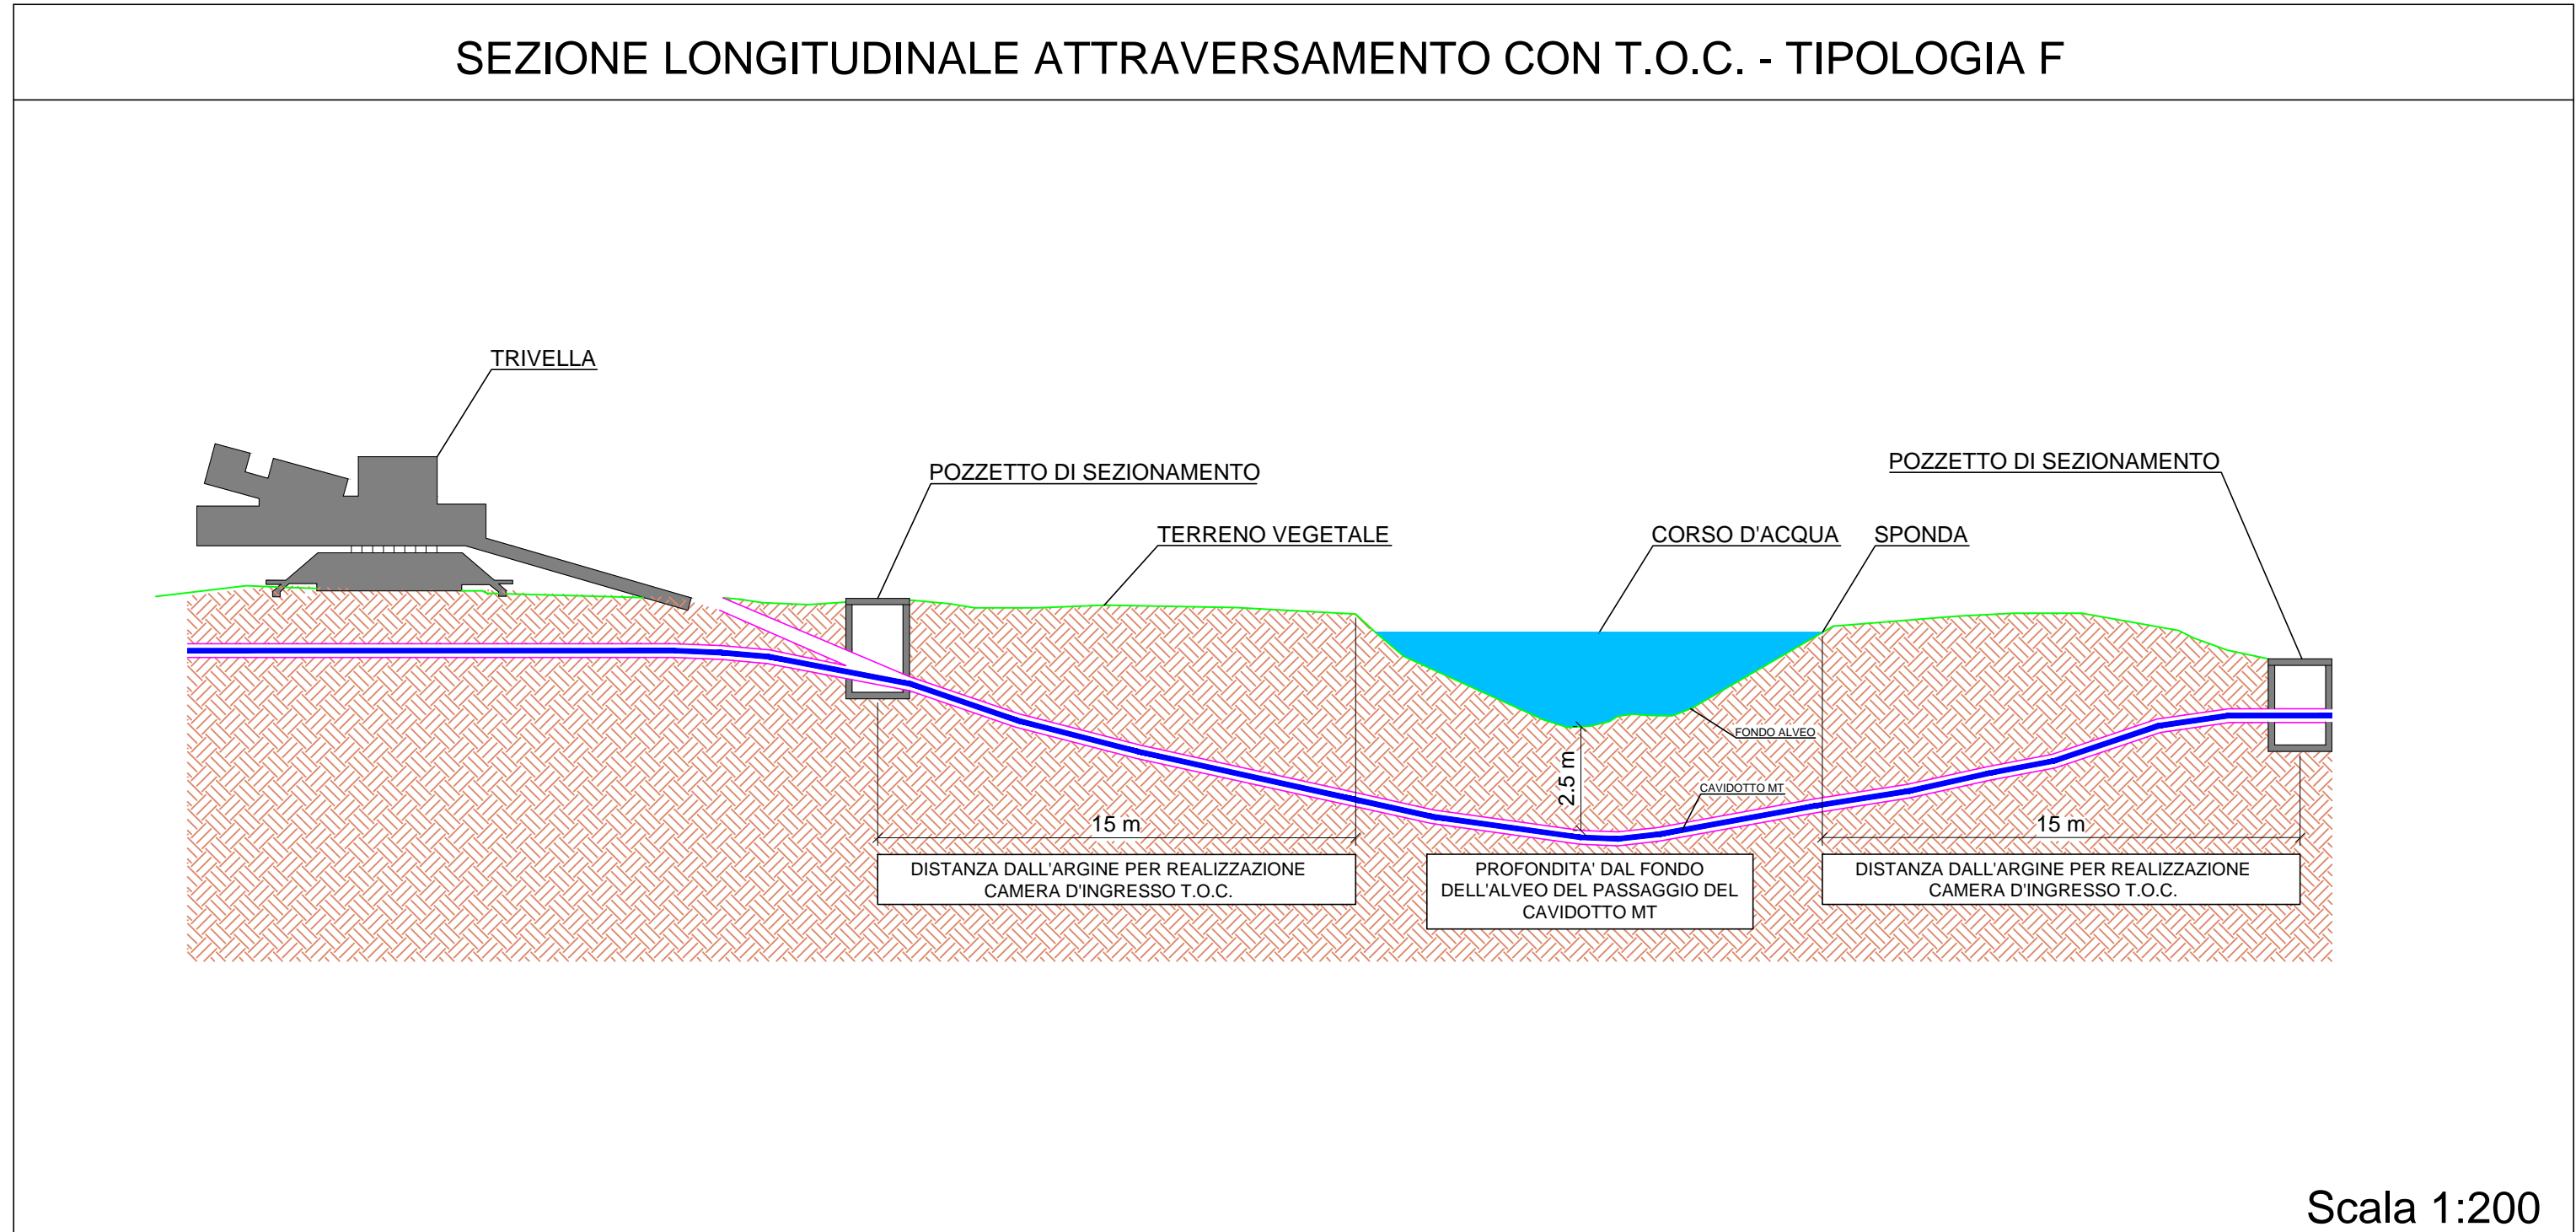 SEZIONE LONGITUDINALE ATTRAVERSAMENTO CON T.O.C. - TIPOLOGIA F
TRIVELLA
POZZETTO DI SEZIONAMENTO
POZZETTO DI SEZIONAMENTO
TERRENO VEGETALE
CORSO D'ACQUA
SPONDA
FONDO ALVEO
2.5 m
CAVIDOTTO MT
15 m
15 m
DISTANZA DALL'ARGINE PER REALIZZAZIONE
CAMERA D'INGRESSO T.O.C.
PROFONDITA' DAL FONDO
DELL'ALVEO DEL PASSAGGIO DEL
CAVIDOTTO MT
DISTANZA DALL'ARGINE PER REALIZZAZIONE
CAMERA D'INGRESSO T.O.C.
Scala 1:200